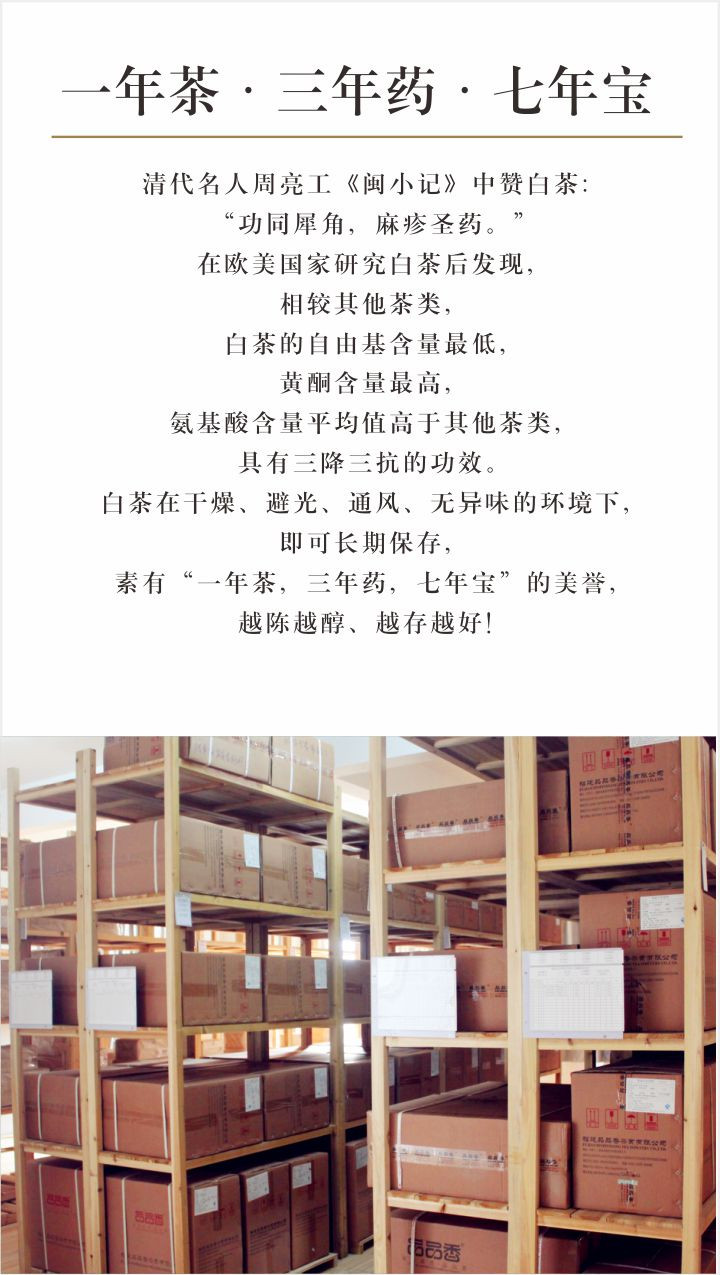 一年茶·三年药·七年宝
清代名人周亮工《闽小记》中赞白茶：
“功同犀角，麻疹圣药。”
在欧美国家研究白茶后发现，
相较其他茶类，
白茶的自由基含量最低，
黄酮含量最高，
氨基酸含量平均值高于其他茶类，
具有三降三抗的功效。
白茶在干燥、避光、通风、无异味的环境下，
即可长期保存，
素有“一年茶，三年药，七年宝”的美誉，
越陈越醇、越存越好！
品品香
品品香
品品香